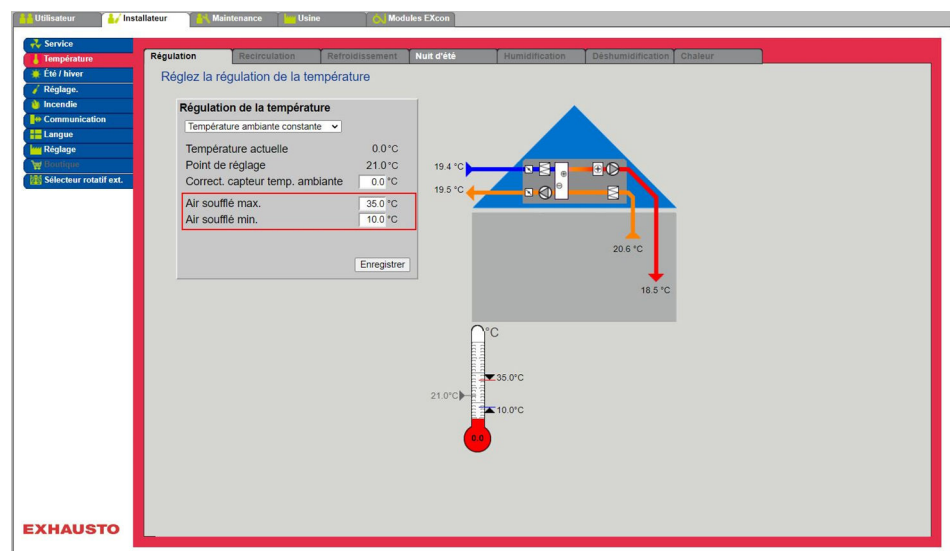 Utilisateur Installateur Maintenance Usine Modules EXcon
Service
Température
Été / hiver
Réglage.
Incendie
Communication
Langue
Réglage
Boutique
Sélecteur rotatif ext.
Régulation Recirculation Refroidissement Nuit d'été Humidification Déshumidification Chaleur
Réglez la régulation de la température
Régulation de la température
Température ambiante constante
Température actuelle 0.0°C
Point de réglage 21.0°C
Correct. capteur temp. ambiante 0.0 °C
Air soufflé max. 35.0 °C
Air soufflé min. 10.0 °C
Enregistrer
19.4 °C
19.5 °C
20.6 °C
18.5 °C
°C
35.0°C
21.0°C
10.0°C
0.0
EXHAUSTO